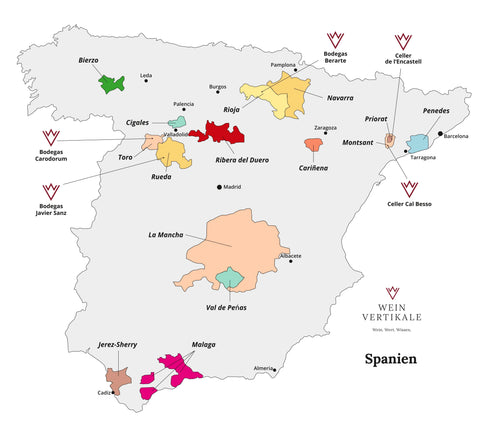 Bodegas
Berarte
Celler
de l'Encastell
Bierzo
Leda
Pamplona
Burgos
Palencia
Rioja
Navarra
Priorat
Penedes
Cigales
Valladolid
Zaragoza
Barcelona
Montsant
Tarragona
Bodegas
Carodorum
Toro
Ribera del Duero
Cariñena
Rueda
Madrid
Bodegas
Javier Sanz
Celler Cal Besso
La Mancha
Albacete
Val de Peñas
WEIN
VERTIKALE
Wein. Wert. Wissen.
Spanien
Jerez-Sherry
Malaga
Almeria
Cadiz